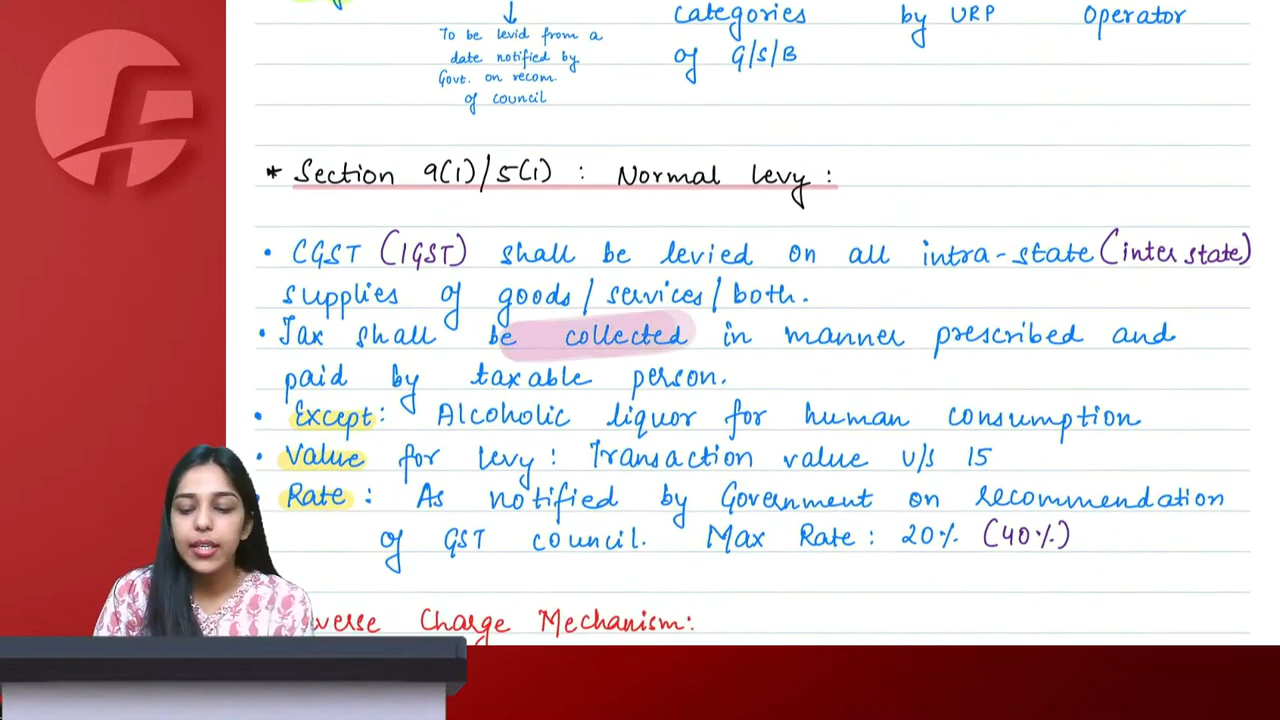 categories by URP Operator
To be levid from a
date notified by of G/S/B
Govt. on recom.
of council
* Section 9(1)/5(1) : Normal levy :
• CGST (IGST) shall be levied on all intra-state (inter state)
supplies of goods/services/both.
• Tax shall be collected in manner prescribed and
paid by taxable person.
• Except: Alcoholic liquor for human consumption
• Value for levy: Transaction value u/s 15
• Rate: As notified by Government on recommendation
of GST council. Max Rate: 20% (40%)
verse Charge Mechanism: